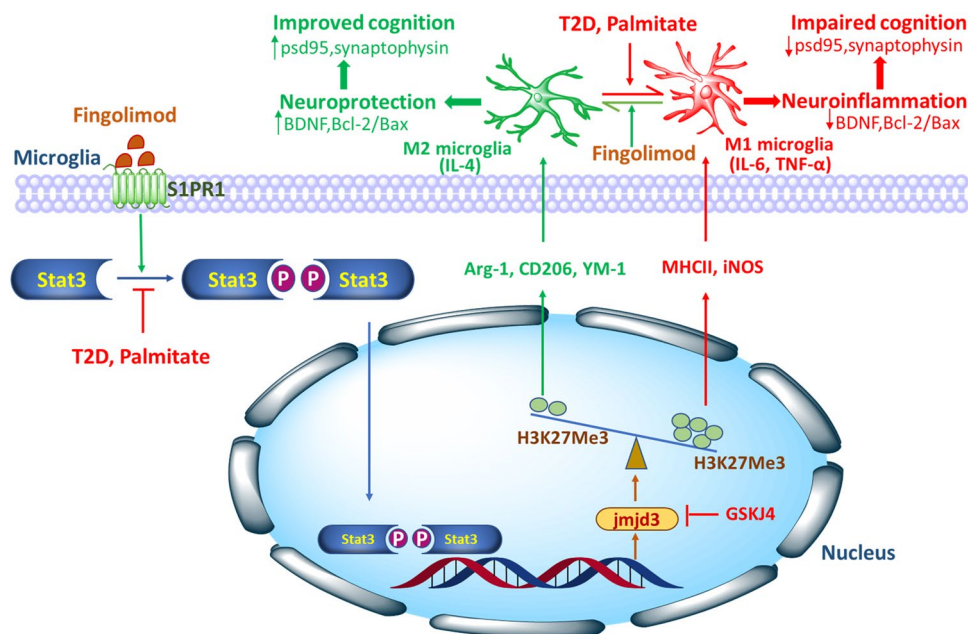 Improved cognition
↑psd95,synaptophysin
T2D, Palmitate
Impaired cognition
↓psd95,synaptophysin
Neuroprotection
↑BDNF,Bcl-2/Bax
Neuroinflammation
↓BDNF,Bcl-2/Bax
Fingolimod
M2 microglia
(IL-4)
Fingolimod
M1 microglia
(IL-6, TNF-α)
Microglia
S1PR1
Stat3
Stat3
P
P
Stat3
Arg-1, CD206, YM-1
MHCII, iNOS
T2D, Palmitate
H3K27Me3
H3K27Me3
jmjd3
GSKJ4
Stat3
P
P
Stat3
Nucleus